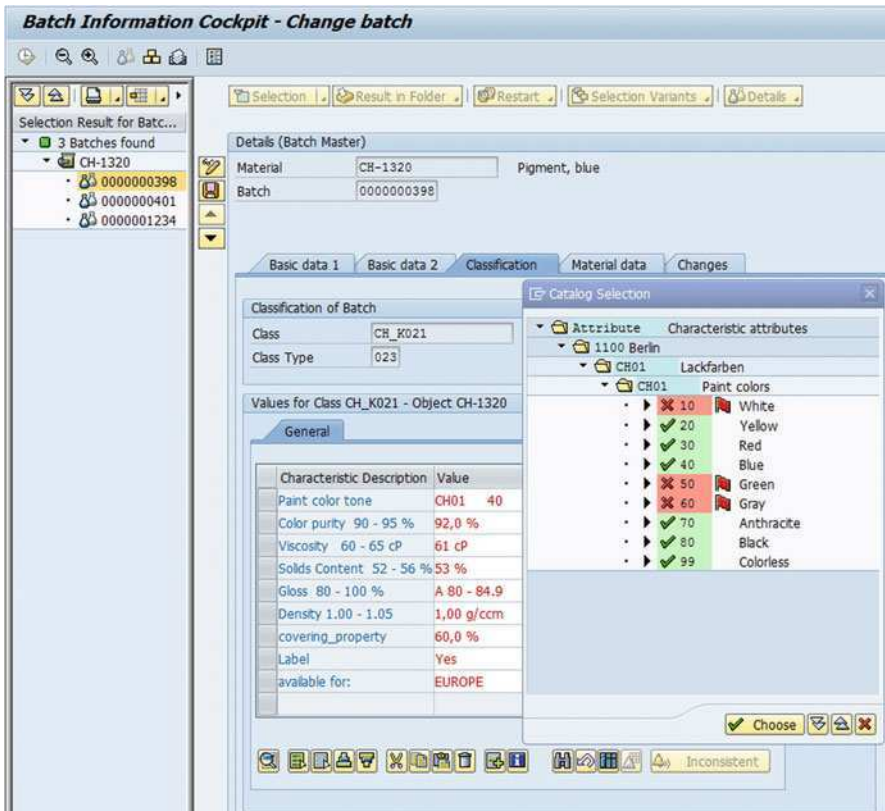 Batch Information Cockpit - Change batch
Selection
Result in Folder
Restart
Selection Variants
Details
Selection Result for Batc...
3 Batches found
CH-1320
0000000398
0000000401
0000001234
Details (Batch Master)
Material CH-1320 Pigment, blue
Batch 0000000398
Basic data 1 Basic data 2 Classification Material data Changes
Classification of Batch
Class CH_K021
Class Type 023
Values for Class CH_K021 - Object CH-1320
General
Characteristic Description Value
Paint color tone CH01 40
Color purity 90 - 95 % 92,0 %
Viscosity 60 - 65 cP 61 cP
Solids Content 52 - 56 % 53 %
Gloss 80 - 100 % A 80 - 84.9
Density 1.00 - 1.05 1,00 g/ccm
covering_property 60,0 %
Label Yes
available for: EUROPE
Catalog Selection
Attribute Characteristic attributes
1100 Berlin
CH01 Lackfarben
CH01 Paint colors
10 White
20 Yellow
30 Red
40 Blue
50 Green
60 Gray
70 Anthracite
80 Black
99 Colorless
Choose
Inconsistent